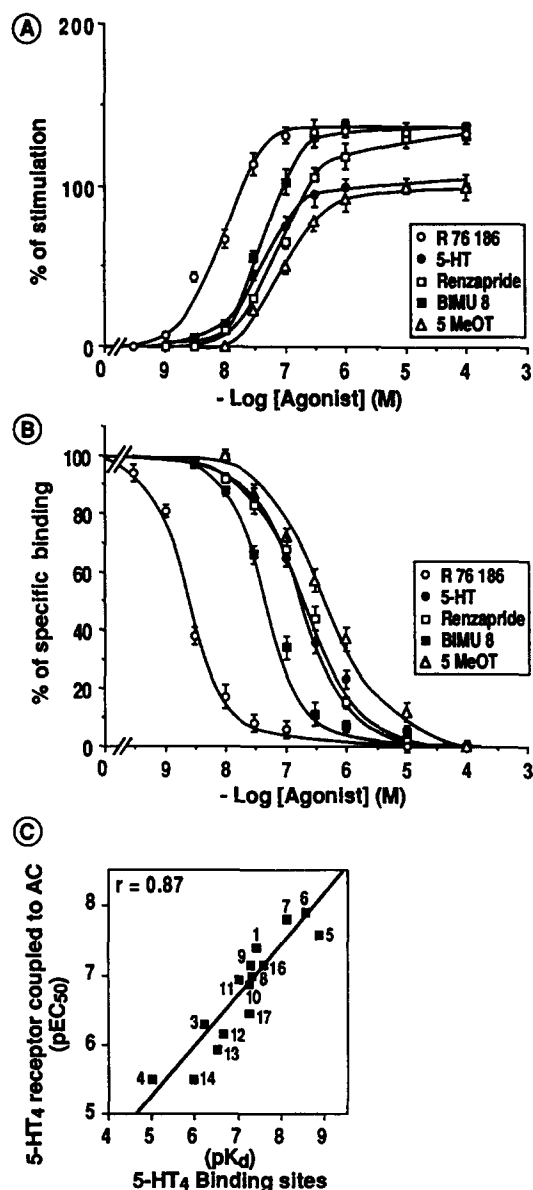 A
200
100
0
% of stimulation
R 76 186
5-HT
Renzapride
BIMU 8
5 MeOT
9 8 7 6 5 4 3
- Log [Agonist] (M)
B
100
80
60
40
20
0
% of specific binding
R 76 186
5-HT
Renzapride
BIMU 8
5 MeOT
9 8 7 6 5 4 3
- Log [Agonist] (M)
C
5-HT4 receptor coupled to AC
(pEC50)
r = 0.87
8
7
6
5
7 6
5
1
9 16
8
11 10
17
3
12
13
4 14
4 5 6 7 8 9
(pKd)
5-HT4 Binding sites